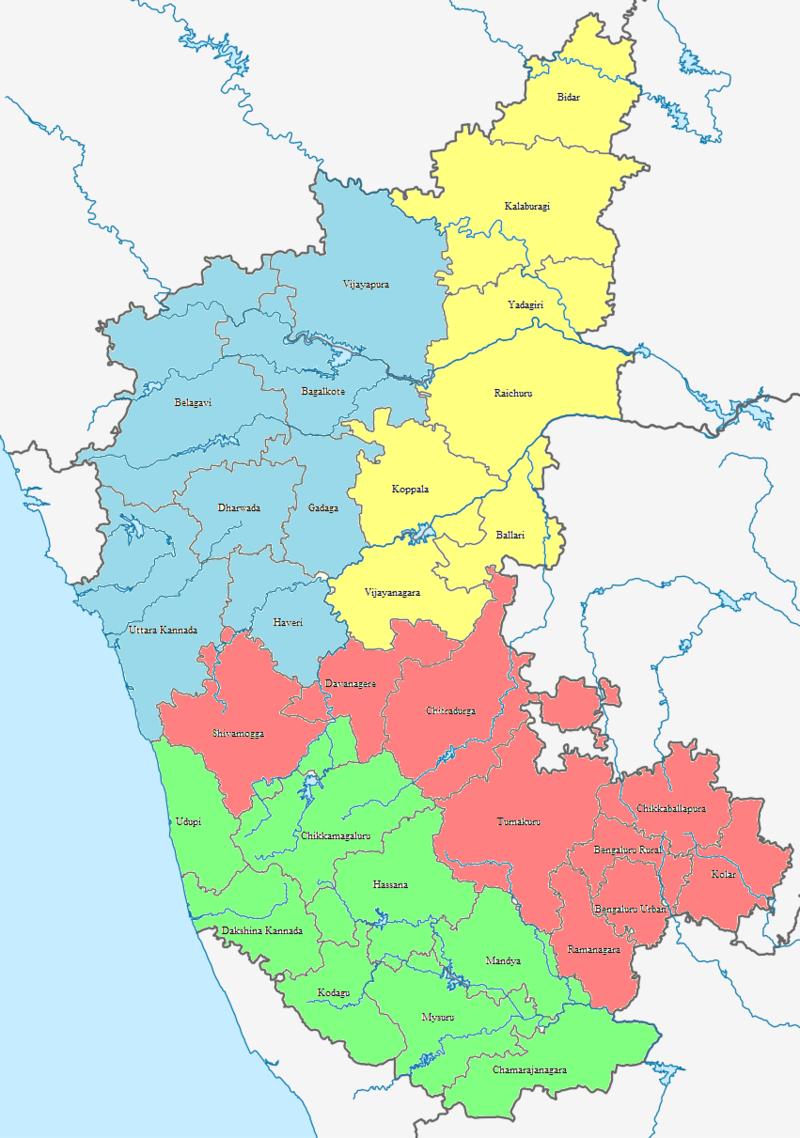 Bidar
Kalaburagi
Vijayapura
Yadagiri
Bagalkote
Raichuru
Belagavi
Koppala
Dharwada
Gadaga
Ballari
Vijayanagara
Haveri
Uttara Kannada
Davanagere
Chitradurga
Shivamogga
Chikkaballapura
Udupi
Tumakuru
Chikkamagaluru
Bengaluru Rural
Kolar
Hassana
Bengaluru Urban
Dakshina Kannada
Ramanagara
Mandya
Kodagu
Mysuru
Chamarajanagara